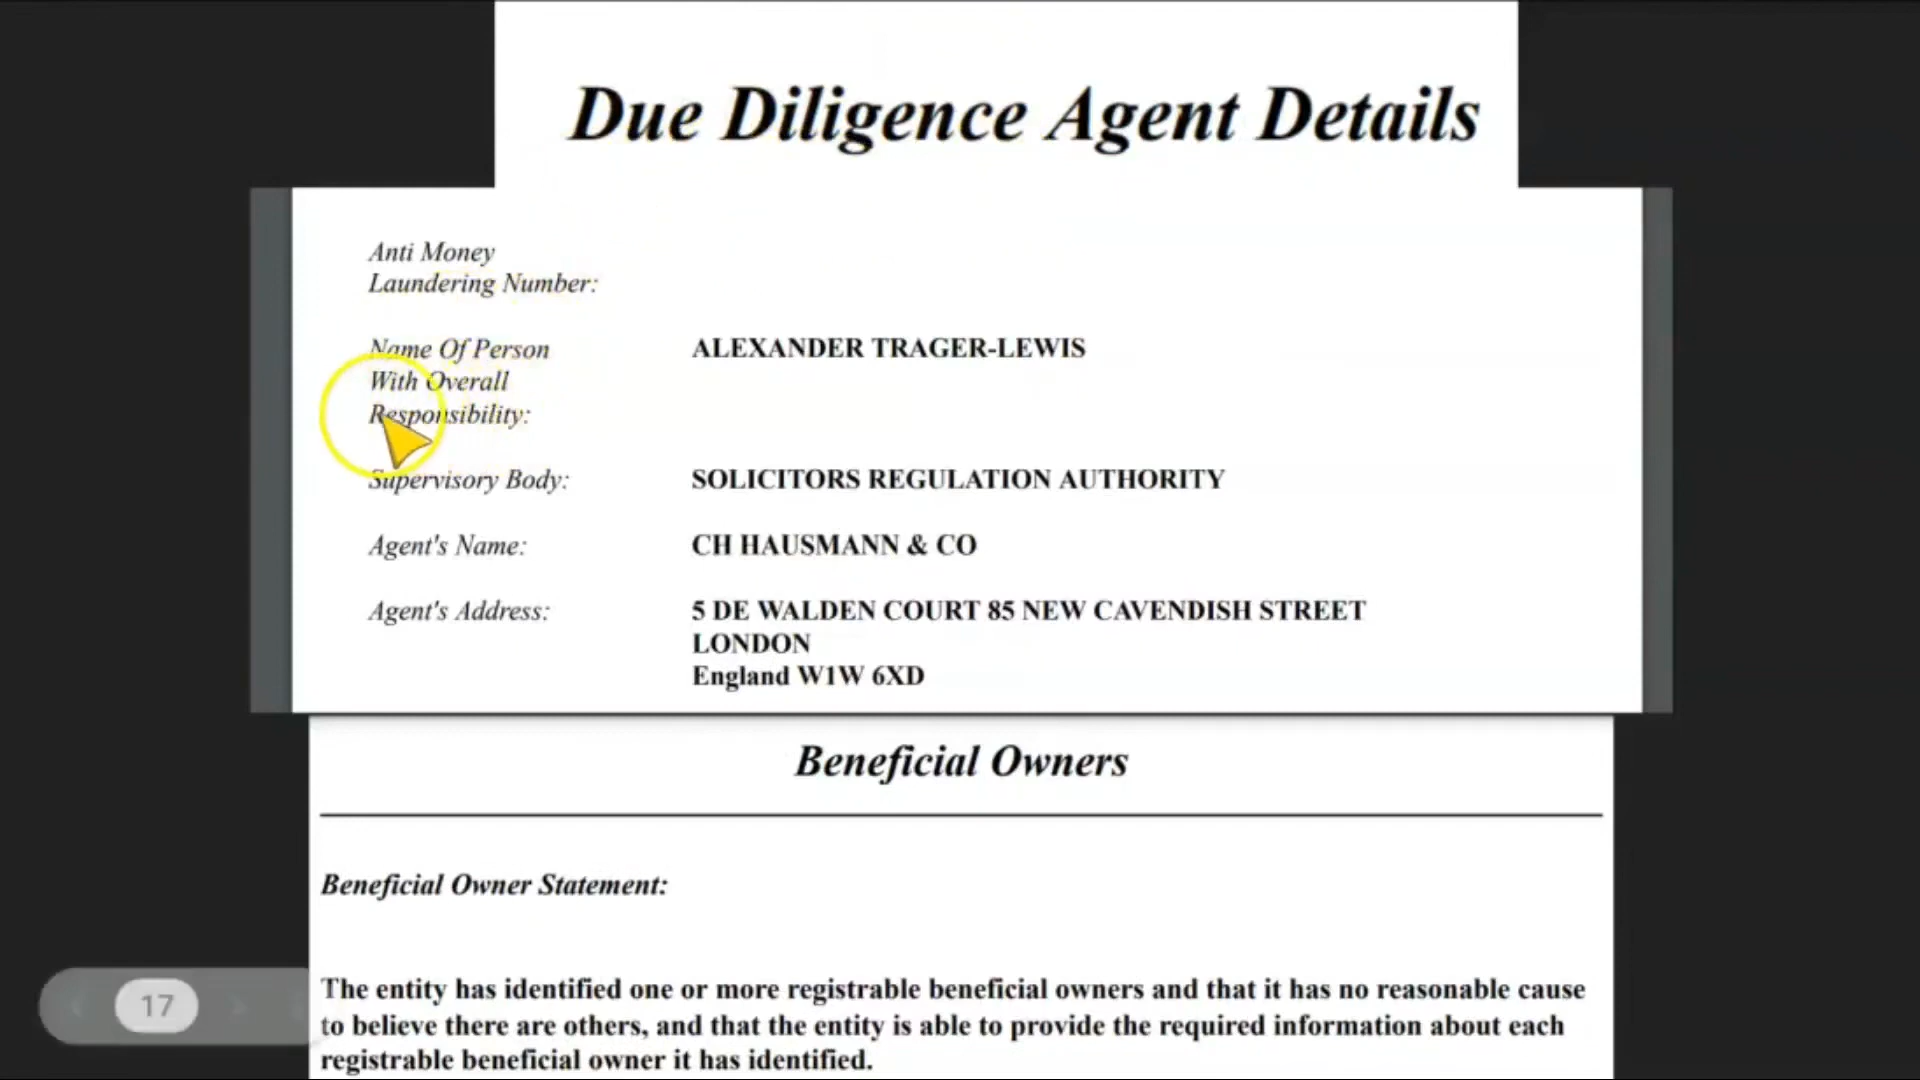 Due Diligence Agent Details
Anti Money
Laundering Number:
Name Of Person
With Overall
Responsibility:
ALEXANDER TRAGER-LEWIS
Supervisory Body:
SOLICITORS REGULATION AUTHORITY
Agent's Name:
CH HAUSMANN & CO
Agent's Address:
5 DE WALDEN COURT 85 NEW CAVENDISH STREET
LONDON
England W1W 6XD
Beneficial Owners
Beneficial Owner Statement:
The entity has identified one or more registrable beneficial owners and that it has no reasonable cause
to believe there are others, and that the entity is able to provide the required information about each
registrable beneficial owner it has identified.
17